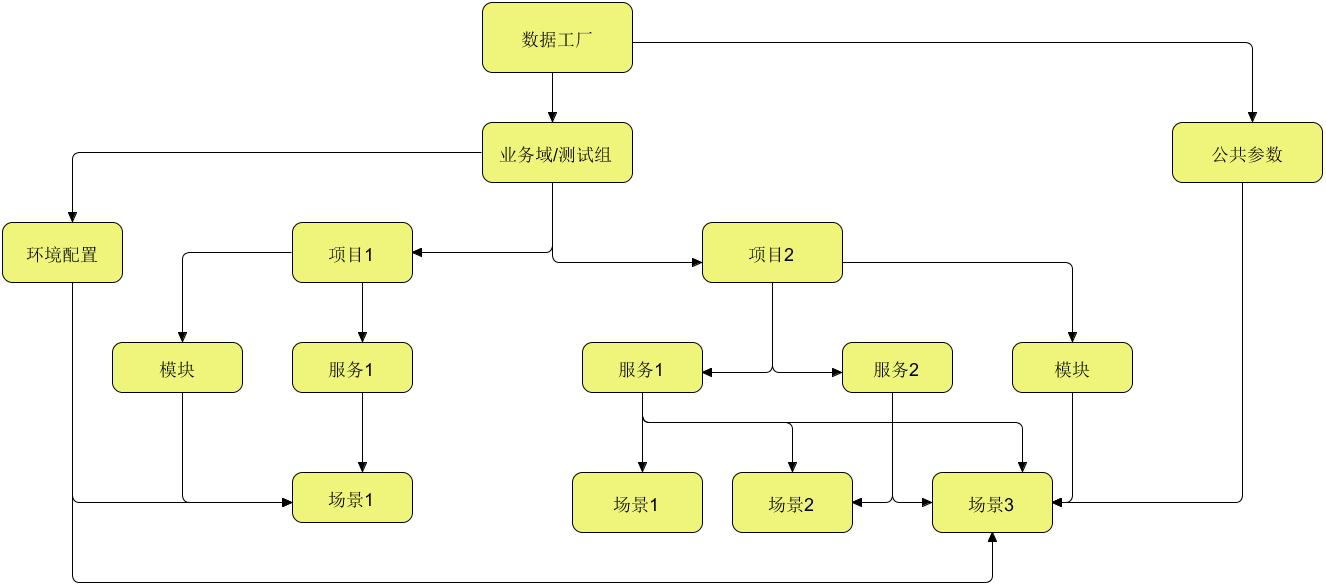 数据工厂
业务域/测试组
公共参数
环境配置
项目1
项目2
模块
服务1
服务1
服务2
模块
场景1
场景1
场景2
场景3